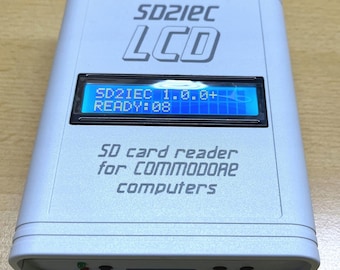 SD2IEC
LCD
SD2IEC 1.0.0+
READY:08
SD card reader
for COMMODORE
computers